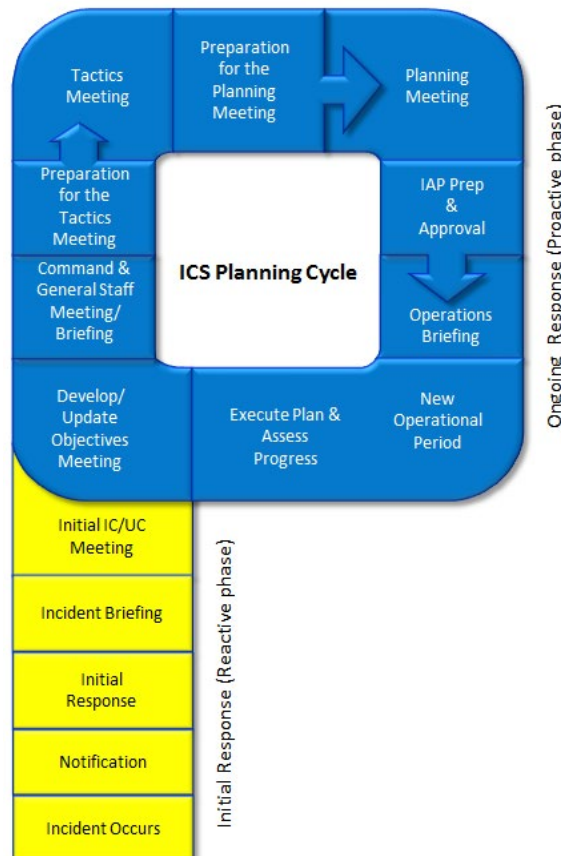 Tactics
Meeting
Preparation
for the
Planning
Meeting
Planning
Meeting
Preparation
for the
Tactics
Meeting
IAP Prep
&
Approval
Command &
General Staff
Meeting/
Briefing
ICS Planning Cycle
Operations
Briefing
Develop/
Update
Objectives
Meeting
Execute Plan &
Assess
Progress
New
Operational
Period
Ongoing Response (Proactive phase)
Initial IC/UC
Meeting
Incident Briefing
Initial
Response
Notification
Incident Occurs
Initial Response (Reactive phase)